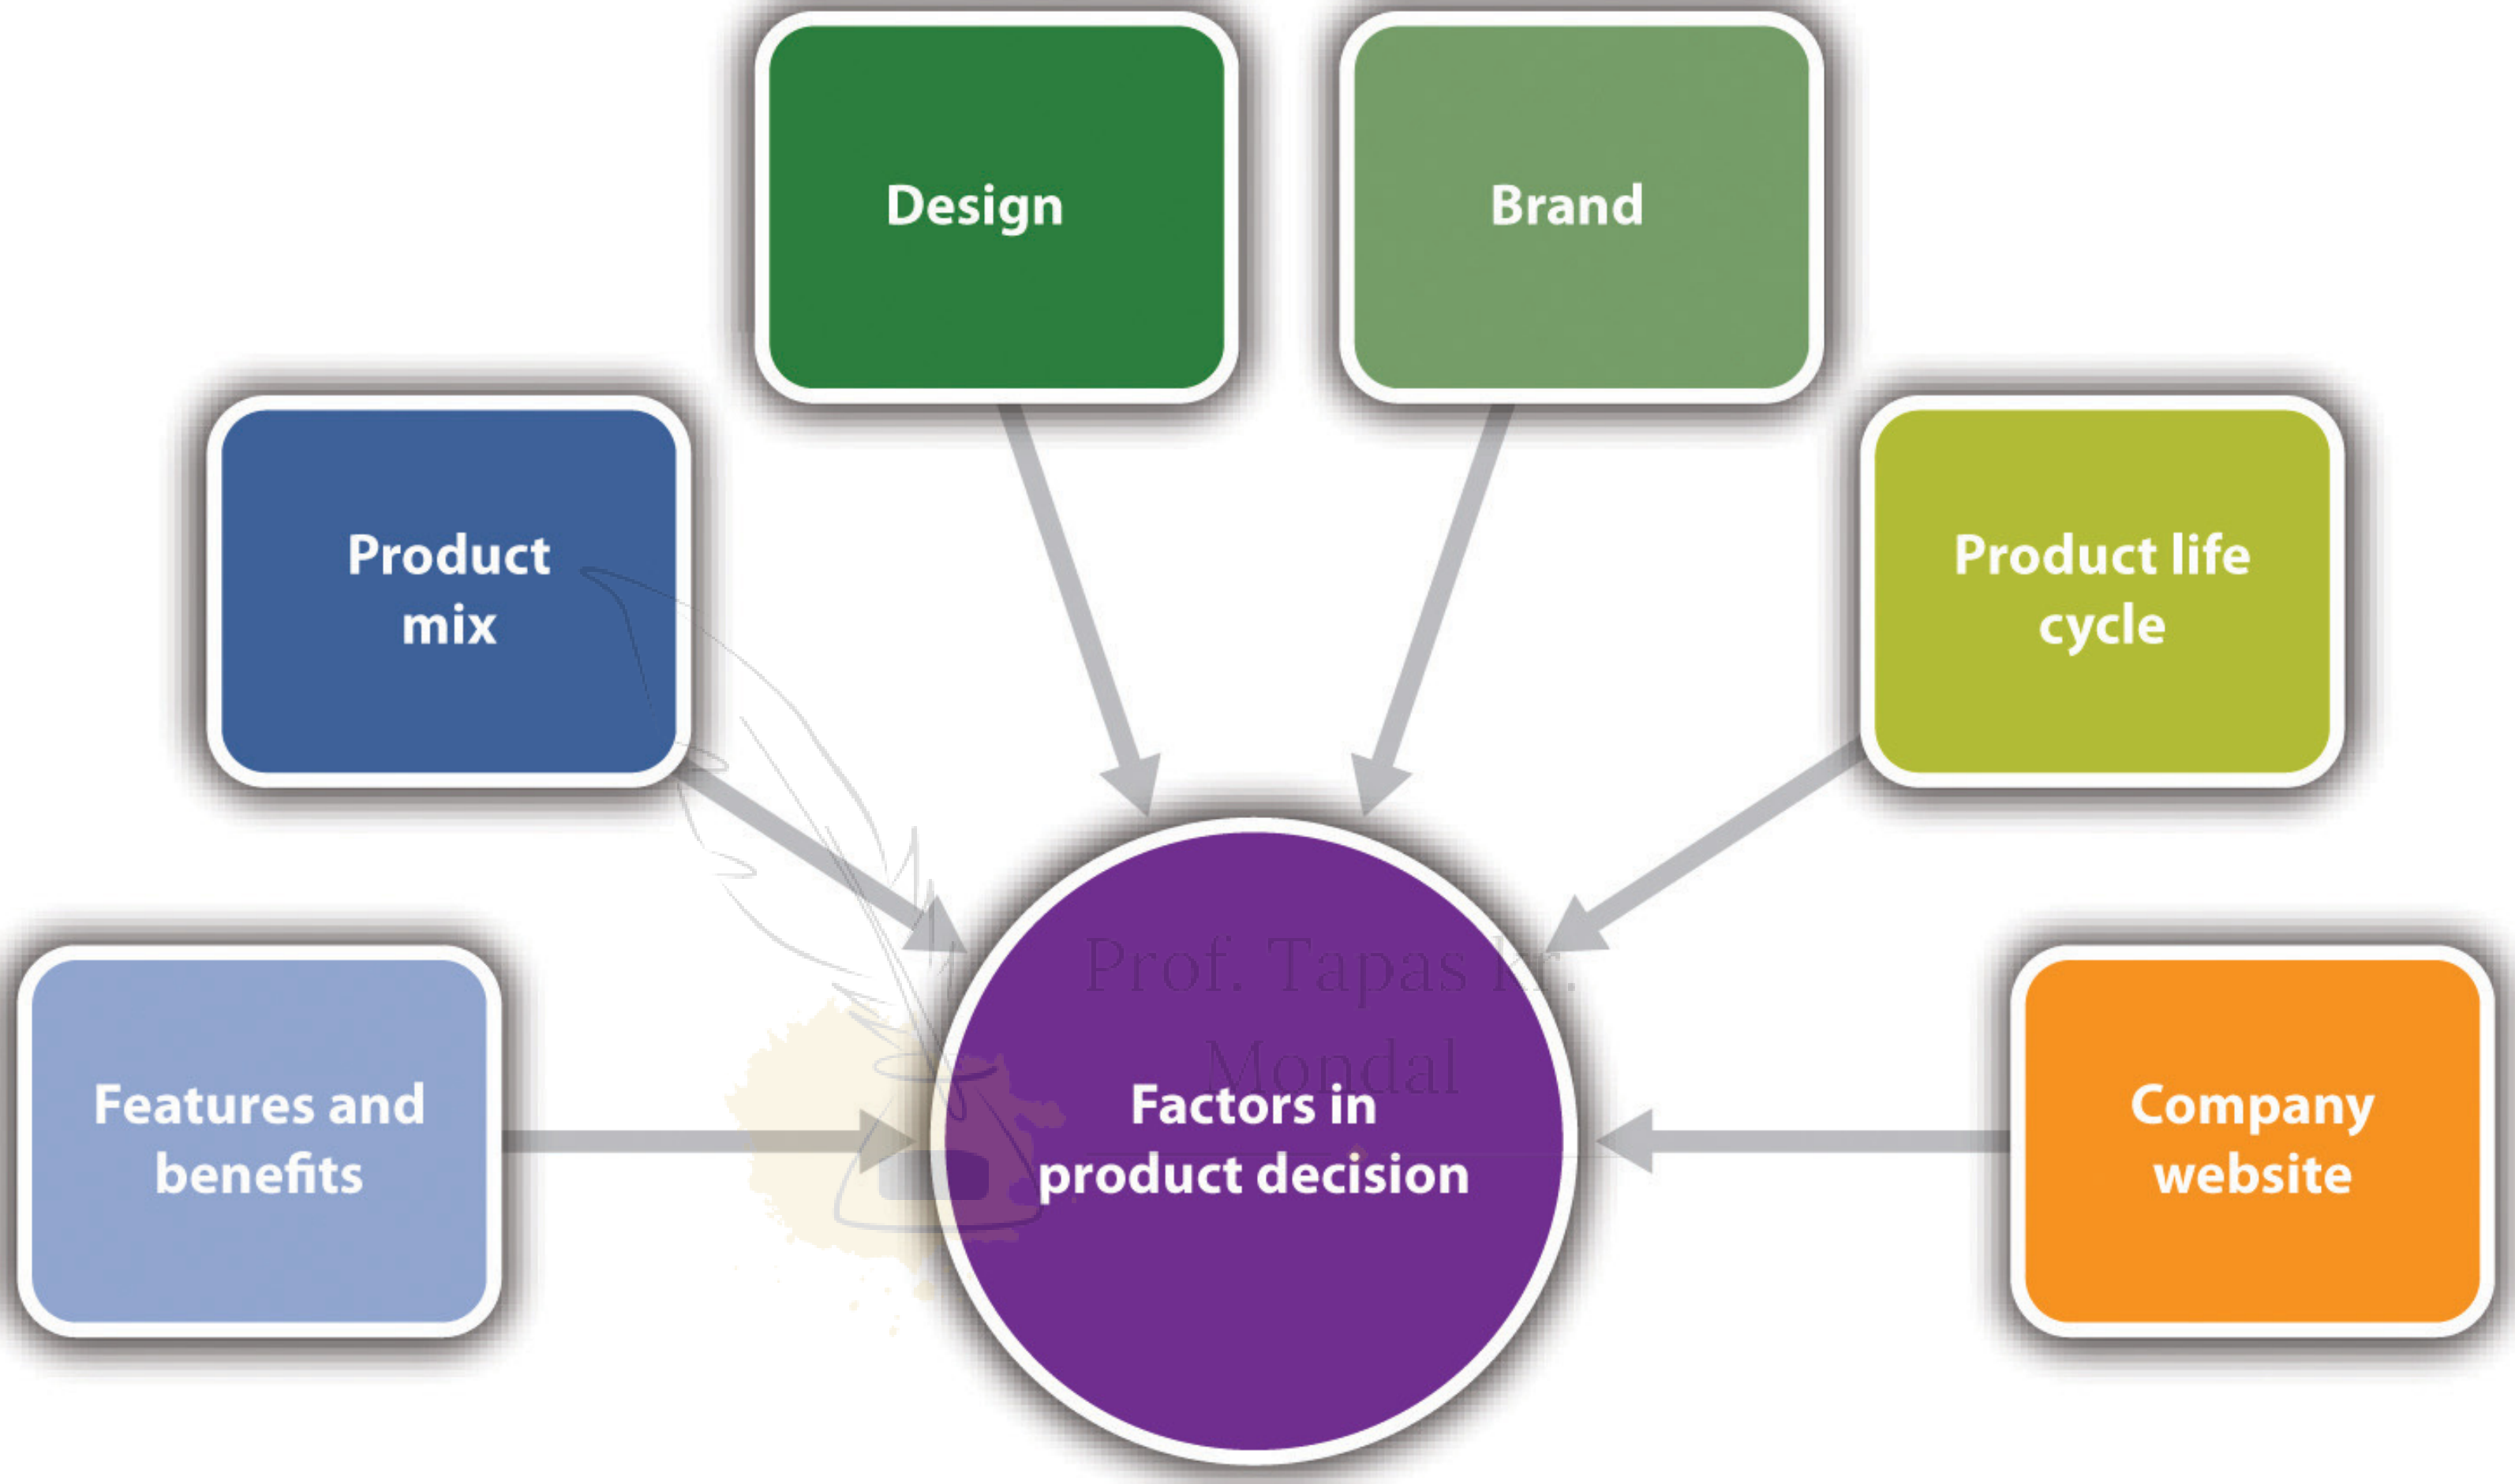 Design
Brand
Product
mix
Product life
cycle
Features and
benefits
Prof. Tapas kr.
Mondal
Factors in
product decision
Company
website